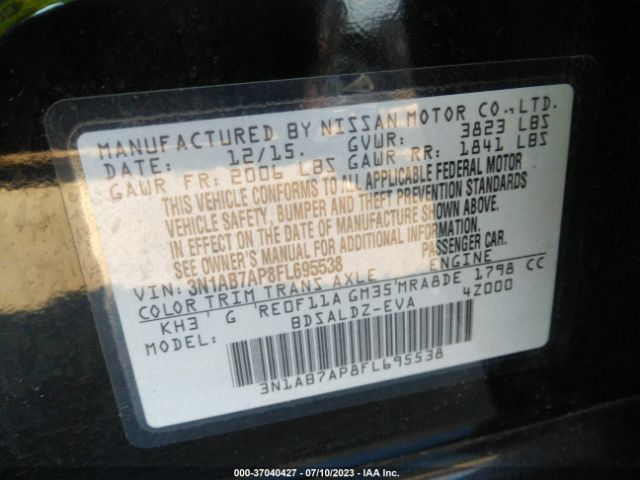 MANUFACTURED BY NISSAN MOTOR CO.,LTD.
DATE: 12/15. GVWR: 3823 LBS
GAWR FR: 2006 LBS GAWR RR: 1841 LBS
THIS VEHICLE CONFORMS TO ALL APPLICABLE FEDERAL MOTOR
VEHICLE SAFETY, BUMPER AND THEFT PREVENTION STANDARDS
IN EFFECT ON THE DATE OF MANUFACTURE SHOWN ABOVE.
SEE OWNER'S MANUAL FOR ADDITIONAL INFORMATION.
VIN: 3N1AB7AP8FL695538 PASSENGER CAR.
COLOR TRIM TRANS AXLE ENGINE
KH3 G RE0F11A GM35 MRA8DE 1798 CC
MODEL: BDSALDZ-EVA 4Z000
3N1AB7AP8FL695538
000-37040427 - 07/10/2023 - IAA Inc.